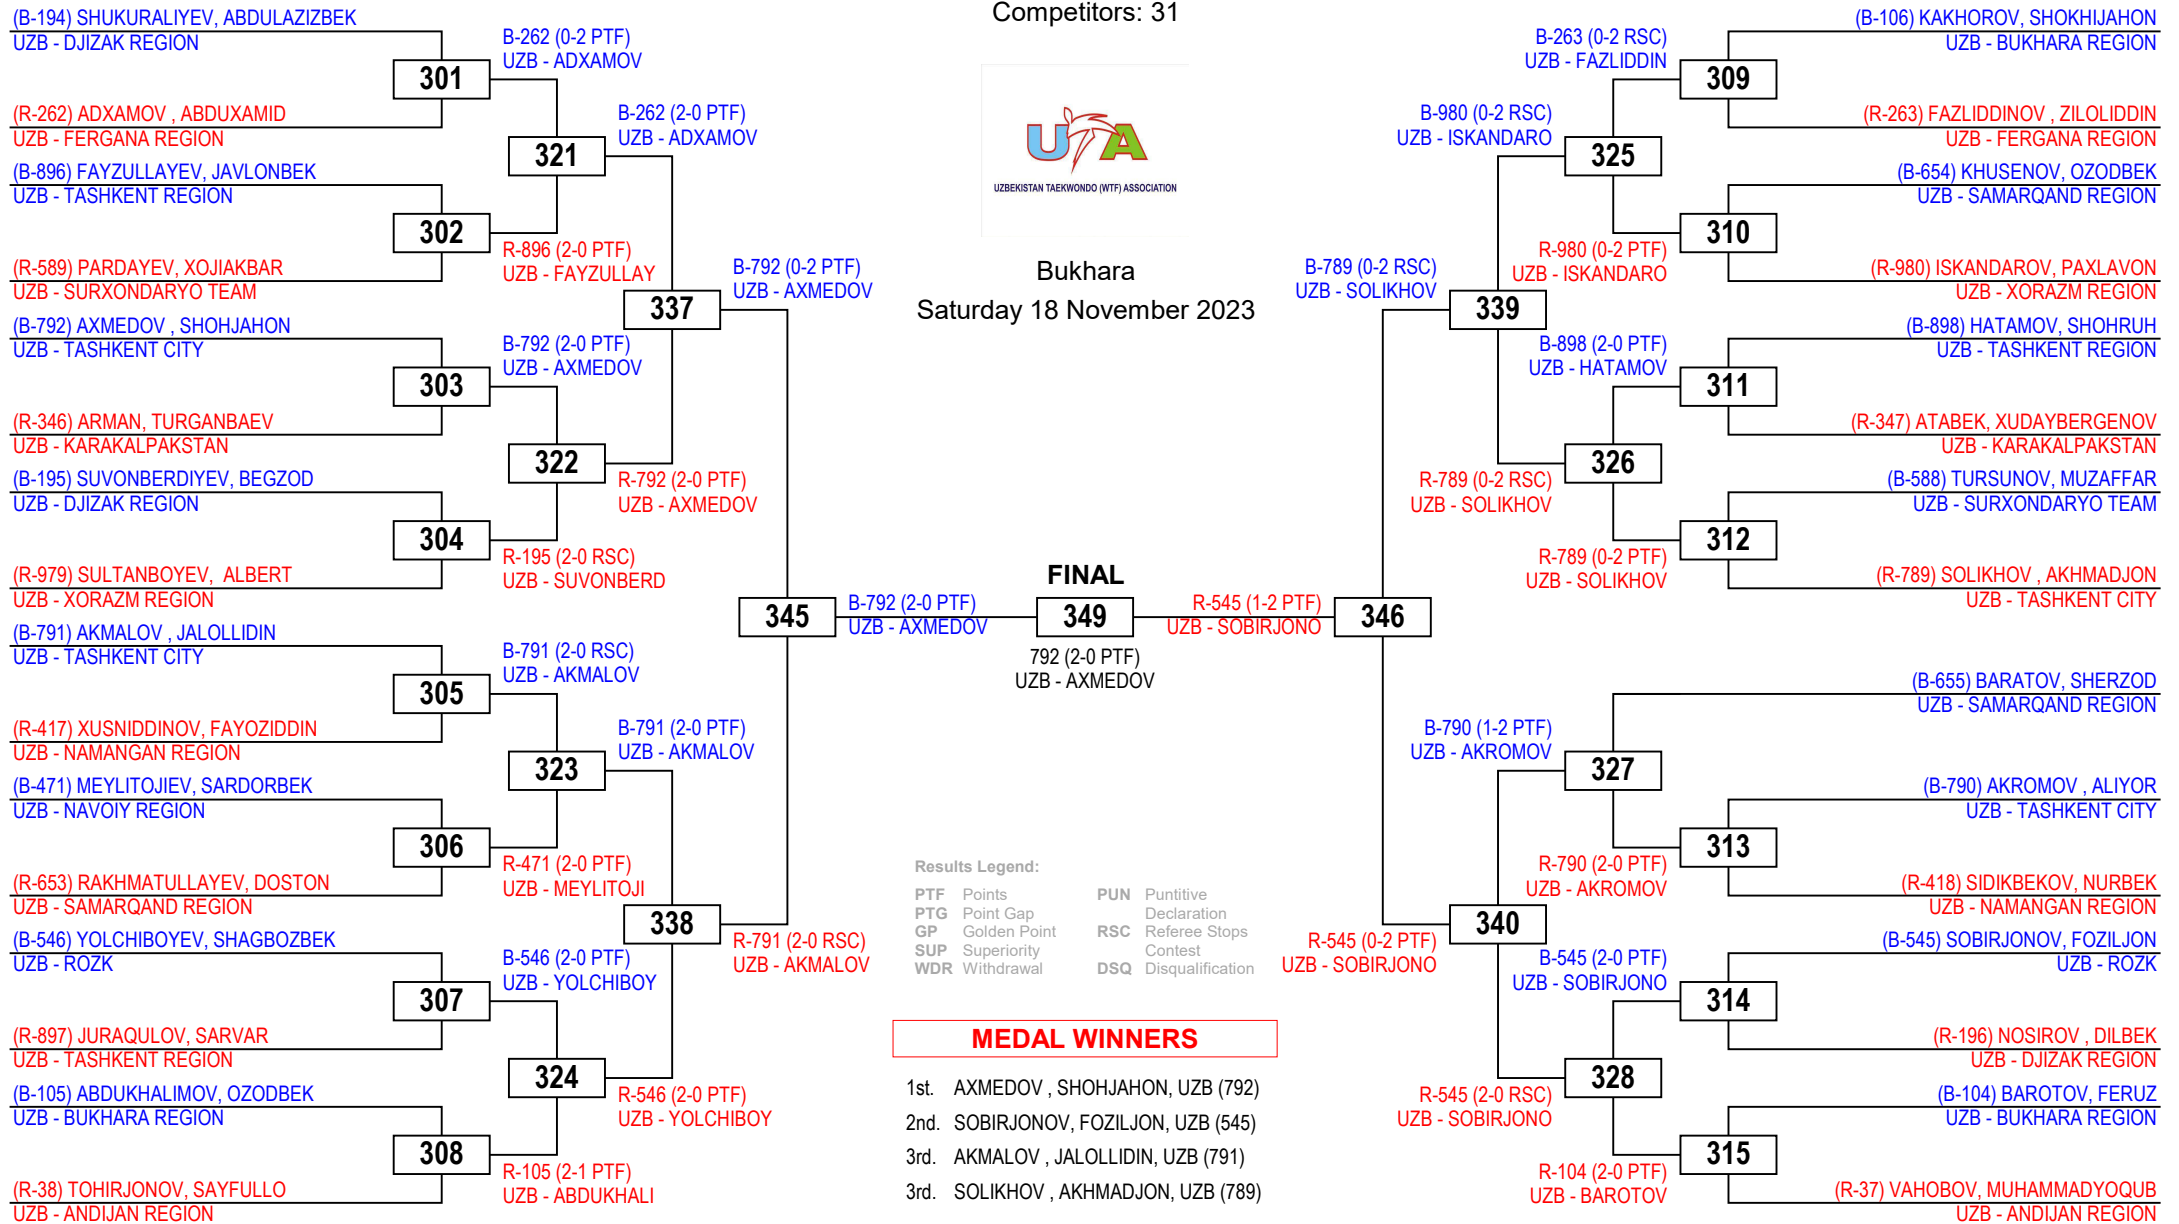 Competitors: 31
(B-194) SHUKURALIYEV, ABDULAZIZBEK
UZB - DJIZAK REGION
301
(R-262) ADXAMOV , ABDUXAMID
UZB - FERGANA REGION
(B-896) FAYZULLAYEV, JAVLONBEK
UZB - TASHKENT REGION
302
(R-589) PARDAYEV, XOJIAKBAR
UZB - SURXONDARYO TEAM
(B-792) AXMEDOV , SHOHJAHON
UZB - TASHKENT CITY
303
(R-346) ARMAN, TURGANBAEV
UZB - KARAKALPAKSTAN
(B-195) SUVONBERDIYEV, BEGZOD
UZB - DJIZAK REGION
304
(R-979) SULTANBOYEV,  ALBERT
UZB - XORAZM REGION
(B-791) AKMALOV , JALOLLIDIN
UZB - TASHKENT CITY
305
(R-417) XUSNIDDINOV, FAYOZIDDIN
UZB - NAMANGAN REGION
(B-471) MEYLITOJIEV, SARDORBEK
UZB - NAVOIY REGION
306
(R-653) RAKHMATULLAYEV, DOSTON
UZB - SAMARQAND REGION
(B-546) YOLCHIBOYEV, SHAGBOZBEK
UZB - ROZK
307
(R-897) JURAQULOV, SARVAR
UZB - TASHKENT REGION
(B-105) ABDUKHALIMOV, OZODBEK
UZB - BUKHARA REGION
308
(R-38) TOHIRJONOV, SAYFULLO
UZB - ANDIJAN REGION
B-262 (0-2 PTF)
UZB - ADXAMOV
321
R-896 (2-0 PTF)
UZB - FAYZULLAY
B-792 (2-0 PTF)
UZB - AXMEDOV
322
R-195 (2-0 RSC)
UZB - SUVONBERD
B-791 (2-0 RSC)
UZB - AKMALOV
323
R-471 (2-0 PTF)
UZB - MEYLITOJI
B-546 (2-0 PTF)
UZB - YOLCHIBOY
324
R-105 (2-1 PTF)
UZB - ABDUKHALI
B-262 (2-0 PTF)
UZB - ADXAMOV
337
R-792 (2-0 PTF)
UZB - AXMEDOV
B-791 (2-0 PTF)
UZB - AKMALOV
338
R-546 (2-0 PTF)
UZB - YOLCHIBOY
B-792 (0-2 PTF)
UZB - AXMEDOV
345
R-791 (2-0 RSC)
UZB - AKMALOV
UTA
UZBEKISTAN TAEKWONDO (WTF) ASSOCIATION
Bukhara
Saturday 18 November 2023
FINAL
B-792 (2-0 PTF)
UZB - AXMEDOV
349
R-545 (1-2 PTF)
UZB - SOBIRJONO
792 (2-0 PTF)
UZB - AXMEDOV
Results Legend:
PTF Points
PTG Point Gap
GP Golden Point
SUP Superiority
WDR Withdrawal
PUN Puntitive
Declaration
RSC Referee Stops
Contest
DSQ Disqualification
MEDAL WINNERS
1st. AXMEDOV , SHOHJAHON, UZB (792)
2nd. SOBIRJONOV, FOZILJON, UZB (545)
3rd. AKMALOV , JALOLLIDIN, UZB (791)
3rd. SOLIKHOV , AKHMADJON, UZB (789)
B-789 (0-2 RSC)
UZB - SOLIKHOV
346
R-545 (0-2 PTF)
UZB - SOBIRJONO
B-980 (0-2 RSC)
UZB - ISKANDARO
339
R-789 (0-2 RSC)
UZB - SOLIKHOV
B-790 (1-2 PTF)
UZB - AKROMOV
340
R-545 (2-0 RSC)
UZB - SOBIRJONO
B-263 (0-2 RSC)
UZB - FAZLIDDIN
325
R-980 (0-2 PTF)
UZB - ISKANDARO
B-898 (2-0 PTF)
UZB - HATAMOV
326
R-789 (0-2 PTF)
UZB - SOLIKHOV
327
R-790 (2-0 PTF)
UZB - AKROMOV
B-545 (2-0 PTF)
UZB - SOBIRJONO
328
R-104 (2-0 PTF)
UZB - BAROTOV
(B-106) KAKHOROV, SHOKHIJAHON
UZB - BUKHARA REGION
309
(R-263) FAZLIDDINOV , ZILOLIDDIN
UZB - FERGANA REGION
(B-654) KHUSENOV, OZODBEK
UZB - SAMARQAND REGION
310
(R-980) ISKANDAROV, PAXLAVON
UZB - XORAZM REGION
(B-898) HATAMOV, SHOHRUH
UZB - TASHKENT REGION
311
(R-347) ATABEK, XUDAYBERGENOV
UZB - KARAKALPAKSTAN
(B-588) TURSUNOV, MUZAFFAR
UZB - SURXONDARYO TEAM
312
(R-789) SOLIKHOV , AKHMADJON
UZB - TASHKENT CITY
(B-655) BARATOV, SHERZOD
UZB - SAMARQAND REGION
(B-790) AKROMOV , ALIYOR
UZB - TASHKENT CITY
313
(R-418) SIDIKBEKOV, NURBEK
UZB - NAMANGAN REGION
(B-545) SOBIRJONOV, FOZILJON
UZB - ROZK
314
(R-196) NOSIROV , DILBEK
UZB - DJIZAK REGION
(B-104) BAROTOV, FERUZ
UZB - BUKHARA REGION
315
(R-37) VAHOBOV, MUHAMMADYOQUB
UZB - ANDIJAN REGION